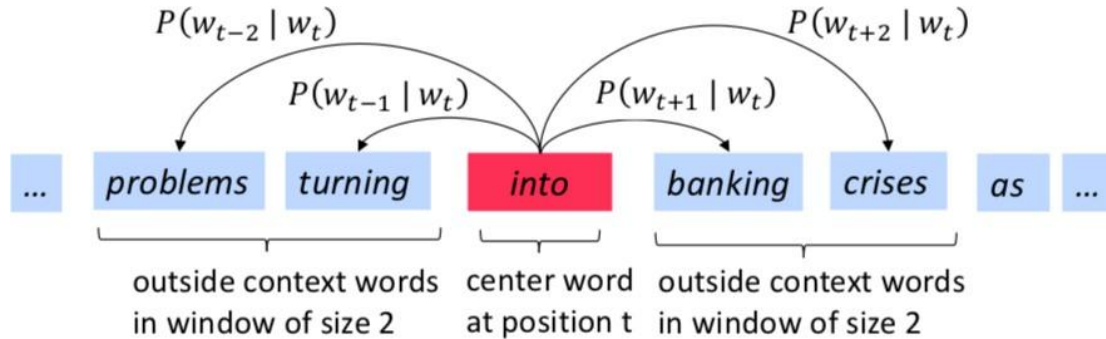 P(w_{t−2} | w_t) P(w_{t+2} | w_t)
P(w_{t−1} | w_t) P(w_{t+1} | w_t)
... problems turning into banking crises as ...
outside context words center word outside context words
in window of size 2 at position t in window of size 2